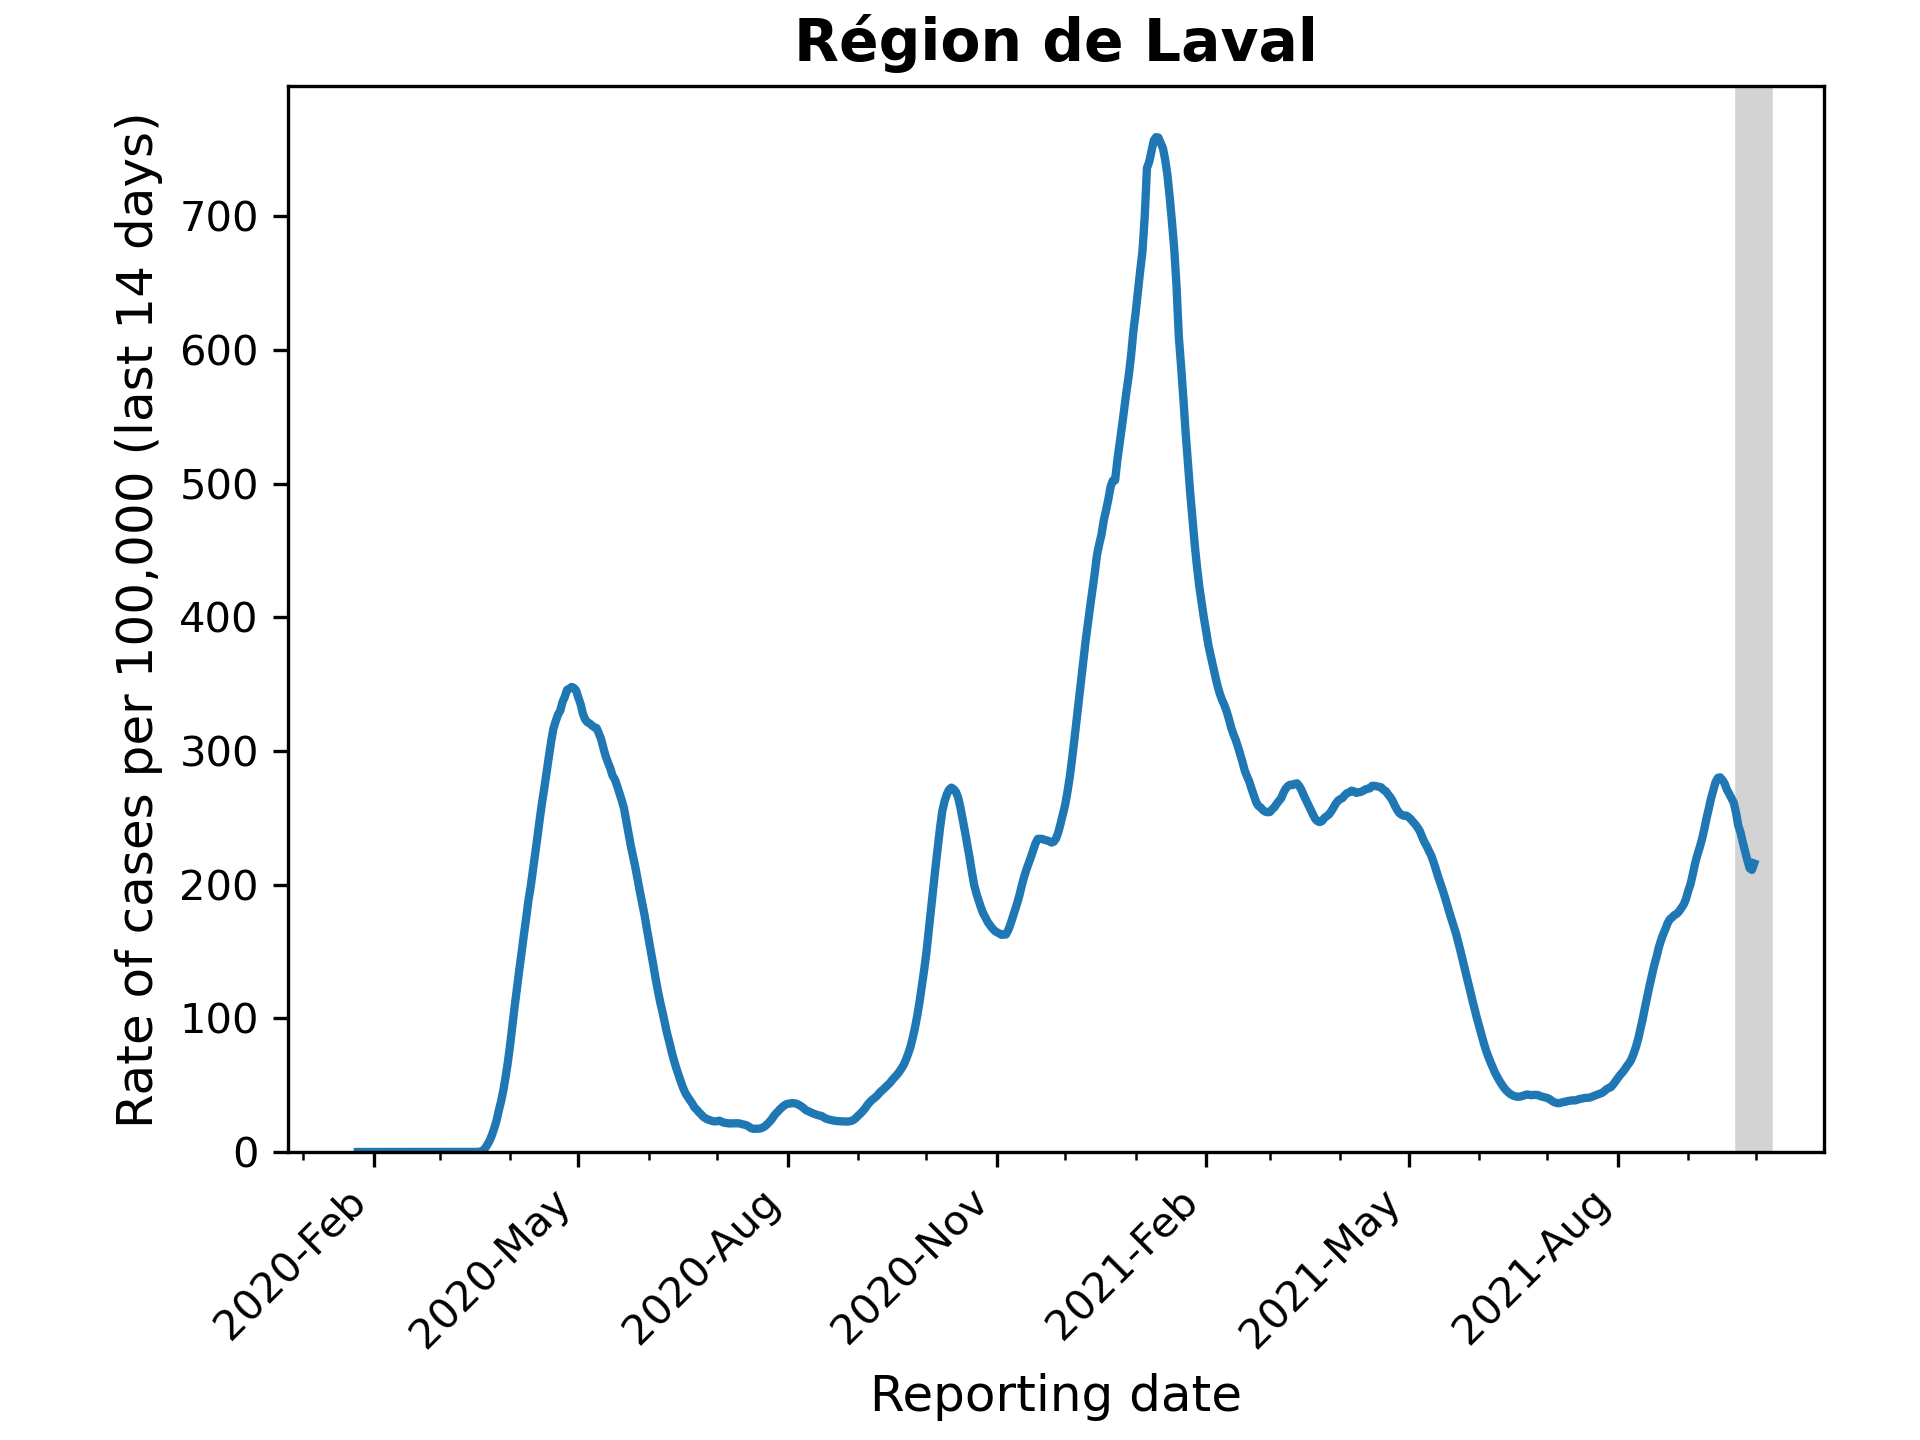 Région de Laval
Rate of cases per 100,000 (last 14 days)
700
600
500
400
300
200
100
0
2020-Feb
2020-May
2020-Aug
2020-Nov
2021-Feb
2021-May
2021-Aug
Reporting date